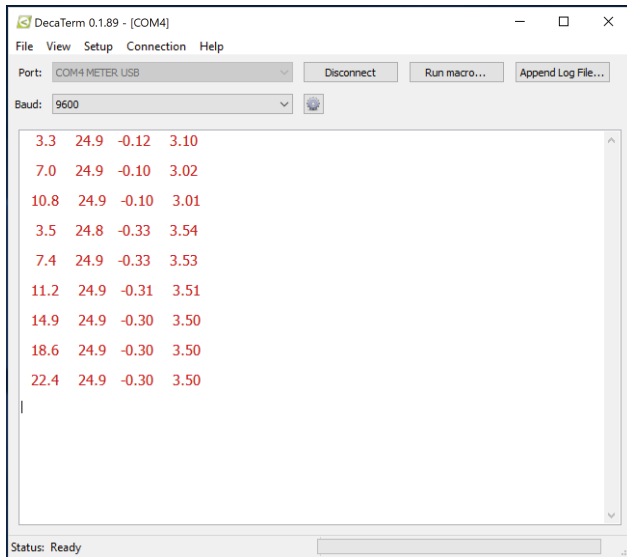 DecaTerm 0.1.89 - [COM4]
File View Setup Connection Help
Port: COM4 METER USB Disconnect Run macro... Append Log File...
Baud: 9600
3.3 24.9 -0.12 3.10
7.0 24.9 -0.10 3.02
10.8 24.9 -0.10 3.01
3.5 24.8 -0.33 3.54
7.4 24.9 -0.33 3.53
11.2 24.9 -0.31 3.51
14.9 24.9 -0.30 3.50
18.6 24.9 -0.30 3.50
22.4 24.9 -0.30 3.50
Status: Ready